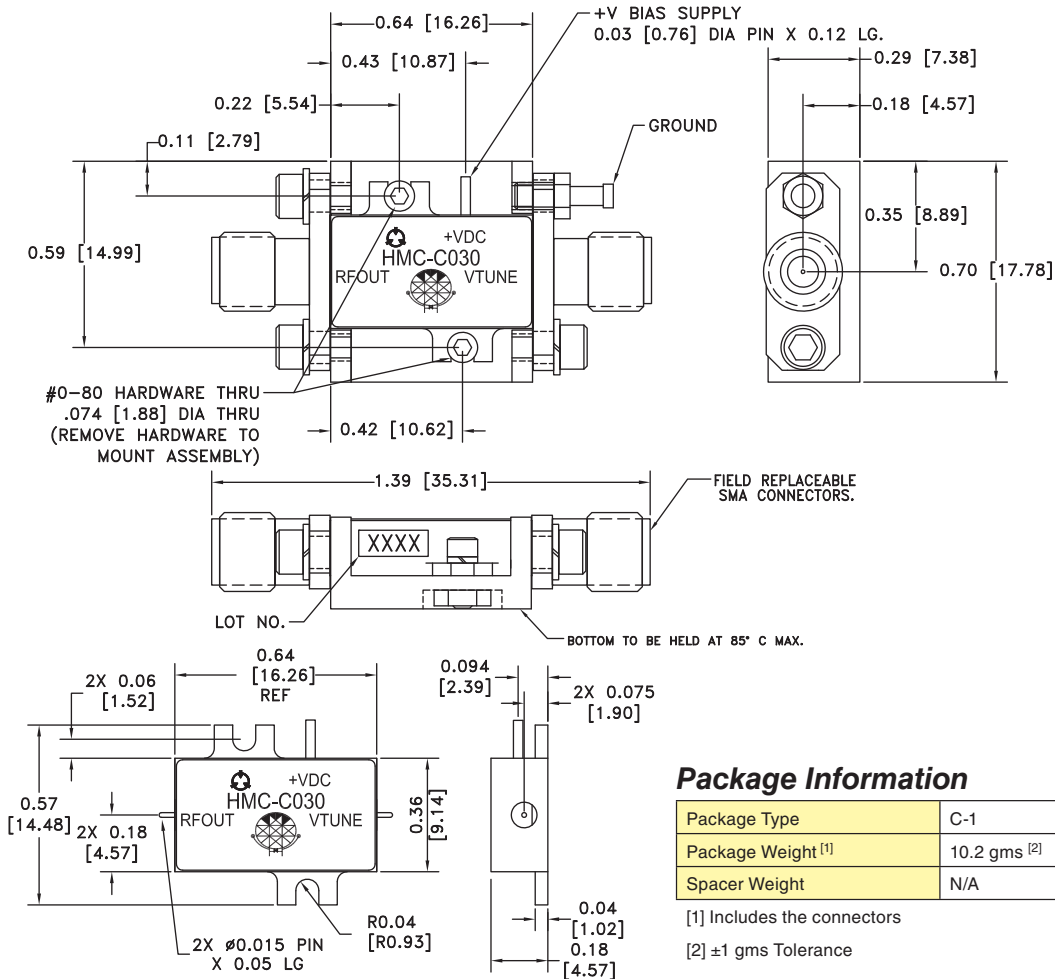 0.64 [16.26]
+V BIAS SUPPLY
0.03 [0.76] DIA PIN X 0.12 LG.
0.43 [10.87]
0.22 [5.54]
0.11 [2.79]
GROUND
0.59 [14.99]
+VDC
HMC-C030
RFOUT
VTUNE
#0-80 HARDWARE THRU
.074 [1.88] DIA THRU
(REMOVE HARDWARE TO
MOUNT ASSEMBLY)
0.42 [10.62]
0.29 [7.38]
0.18 [4.57]
0.35 [8.89]
0.70 [17.78]
1.39 [35.31]
FIELD REPLACEABLE
SMA CONNECTORS.
XXXX
LOT NO.
BOTTOM TO BE HELD AT 85° C MAX.
0.64
[16.26]
REF
2X 0.06
[1.52]
0.57
[14.48]
2X 0.18
[4.57]
+VDC
HMC-C030
RFOUT
VTUNE
0.36
[9.14]
2X ø0.015 PIN
X 0.05 LG
R0.04
[R0.93]
0.094
[2.39]
2X 0.075
[1.90]
0.04
[1.02]
0.18
[4.57]
Package Information
Package Type C-1
Package Weight [1] 10.2 gms [2]
Spacer Weight N/A
[1] Includes the connectors
[2] ±1 gms Tolerance